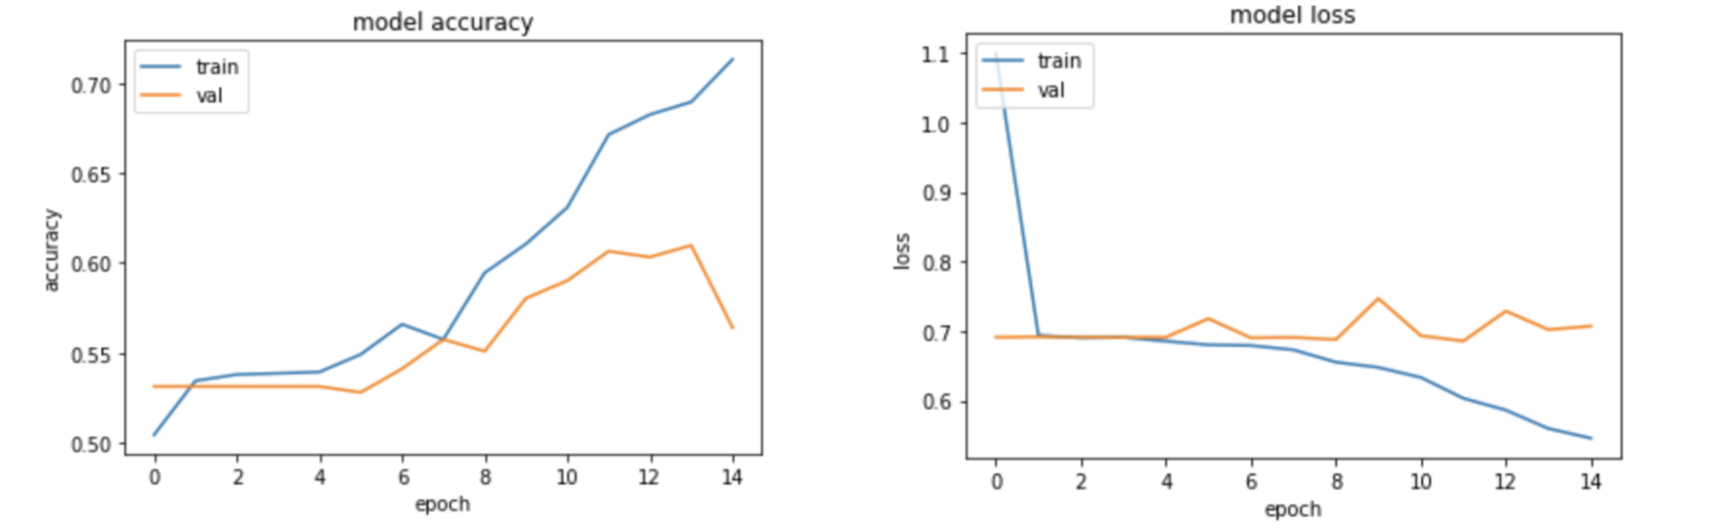 model accuracy
train
val
0.70
0.65
0.60
0.55
0.50
accuracy
0 2 4 6 8 10 12 14
epoch
model loss
train
val
1.1
1.0
0.9
0.8
0.7
0.6
loss
0 2 4 6 8 10 12 14
epoch